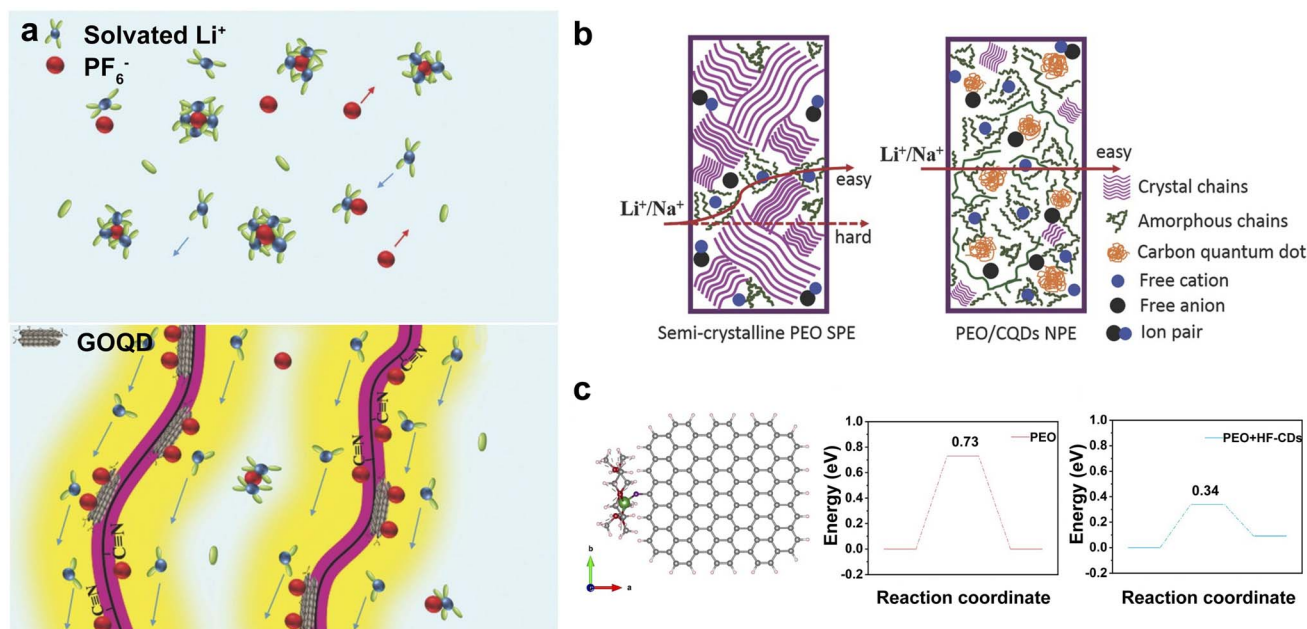 a
Solvated Li⁺
PF₆⁻
GOQD
C≡N
C≡N
C≡N
C≡N
C≡N
C≡N
b
Li⁺/Na⁺
easy
hard
Semi-crystalline PEO SPE
Li⁺/Na⁺
easy
PEO/CQDs NPE
Crystal chains
Amorphous chains
Carbon quantum dot
Free cation
Free anion
Ion pair
c
b
a
Energy (eV)
1.0
0.8
0.6
0.4
0.2
0.0
-0.2
0.73
PEO
Reaction coordinate
Energy (eV)
1.0
0.8
0.6
0.4
0.2
0.0
-0.2
0.34
PEO+HF-CDs
Reaction coordinate